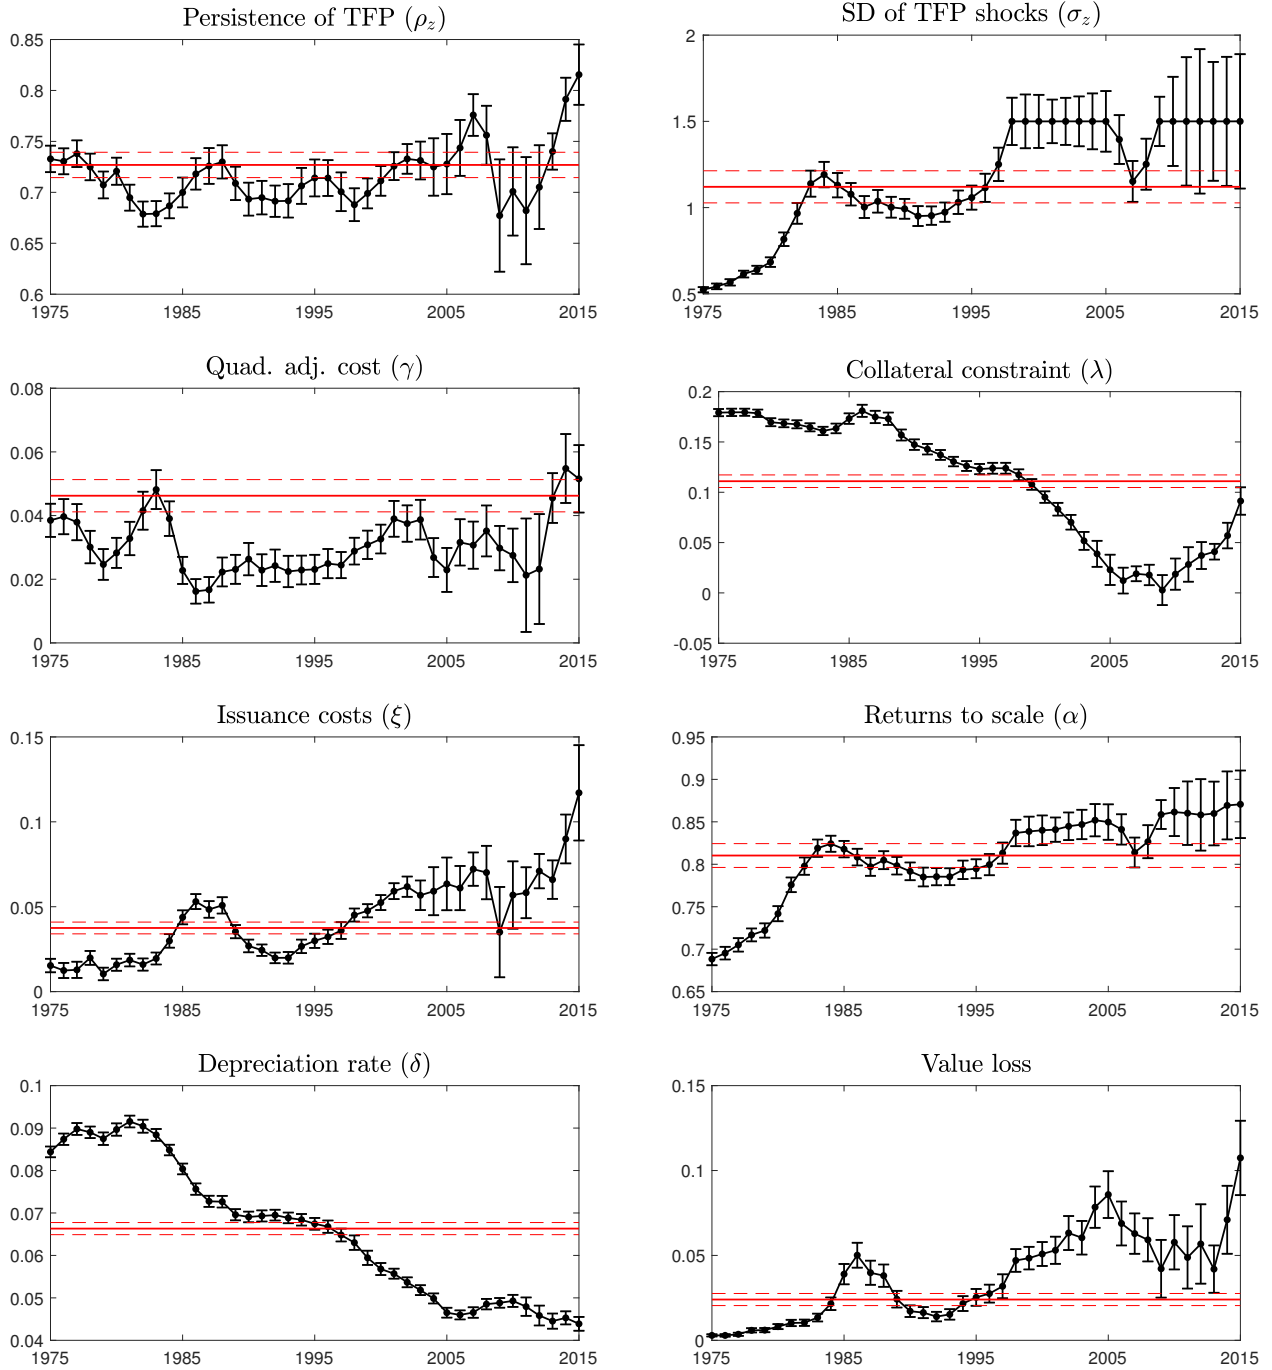 Persistence of TFP (ρz)
0.85
0.8
0.75
0.7
0.65
0.6
1975 1985 1995 2005 2015
SD of TFP shocks (σz)
2
1.5
1
0.5
1975 1985 1995 2005 2015
Quad. adj. cost (γ)
0.08
0.06
0.04
0.02
0
1975 1985 1995 2005 2015
Collateral constraint (λ)
0.2
0.15
0.1
0.05
0
-0.05
1975 1985 1995 2005 2015
Issuance costs (ξ)
0.15
0.1
0.05
0
1975 1985 1995 2005 2015
Returns to scale (α)
0.95
0.9
0.85
0.8
0.75
0.7
0.65
1975 1985 1995 2005 2015
Depreciation rate (δ)
0.1
0.09
0.08
0.07
0.06
0.05
0.04
1975 1985 1995 2005 2015
Value loss
0.15
0.1
0.05
0
1975 1985 1995 2005 2015